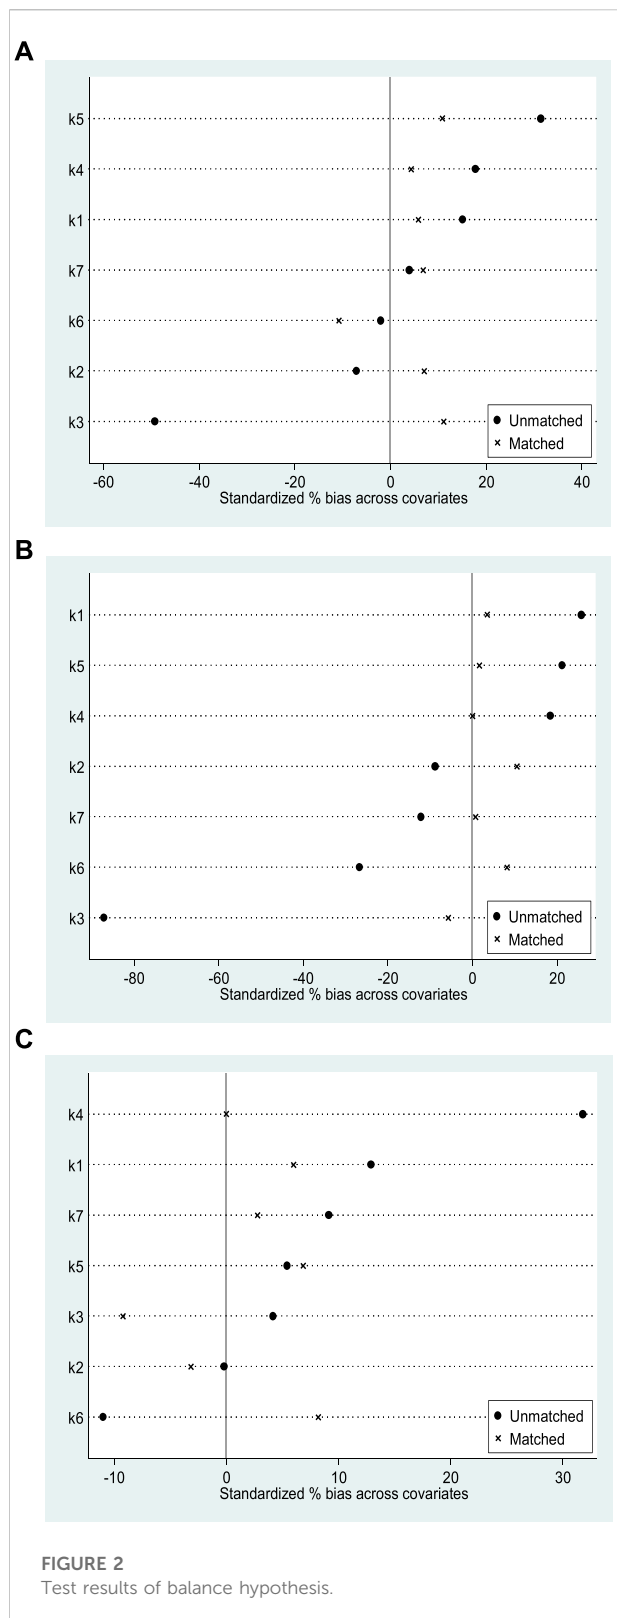 A
k5
k4
k1
k7
k6
k2
k3
Unmatched
Matched
-60 -40 -20 0 20 40
Standardized % bias across covariates
B
k1
k5
k4
k2
k7
k6
k3
Unmatched
Matched
-80 -60 -40 -20 0 20
Standardized % bias across covariates
C
k4
k1
k7
k5
k3
k2
k6
Unmatched
Matched
-10 0 10 20 30
Standardized % bias across covariates
FIGURE 2
Test results of balance hypothesis.